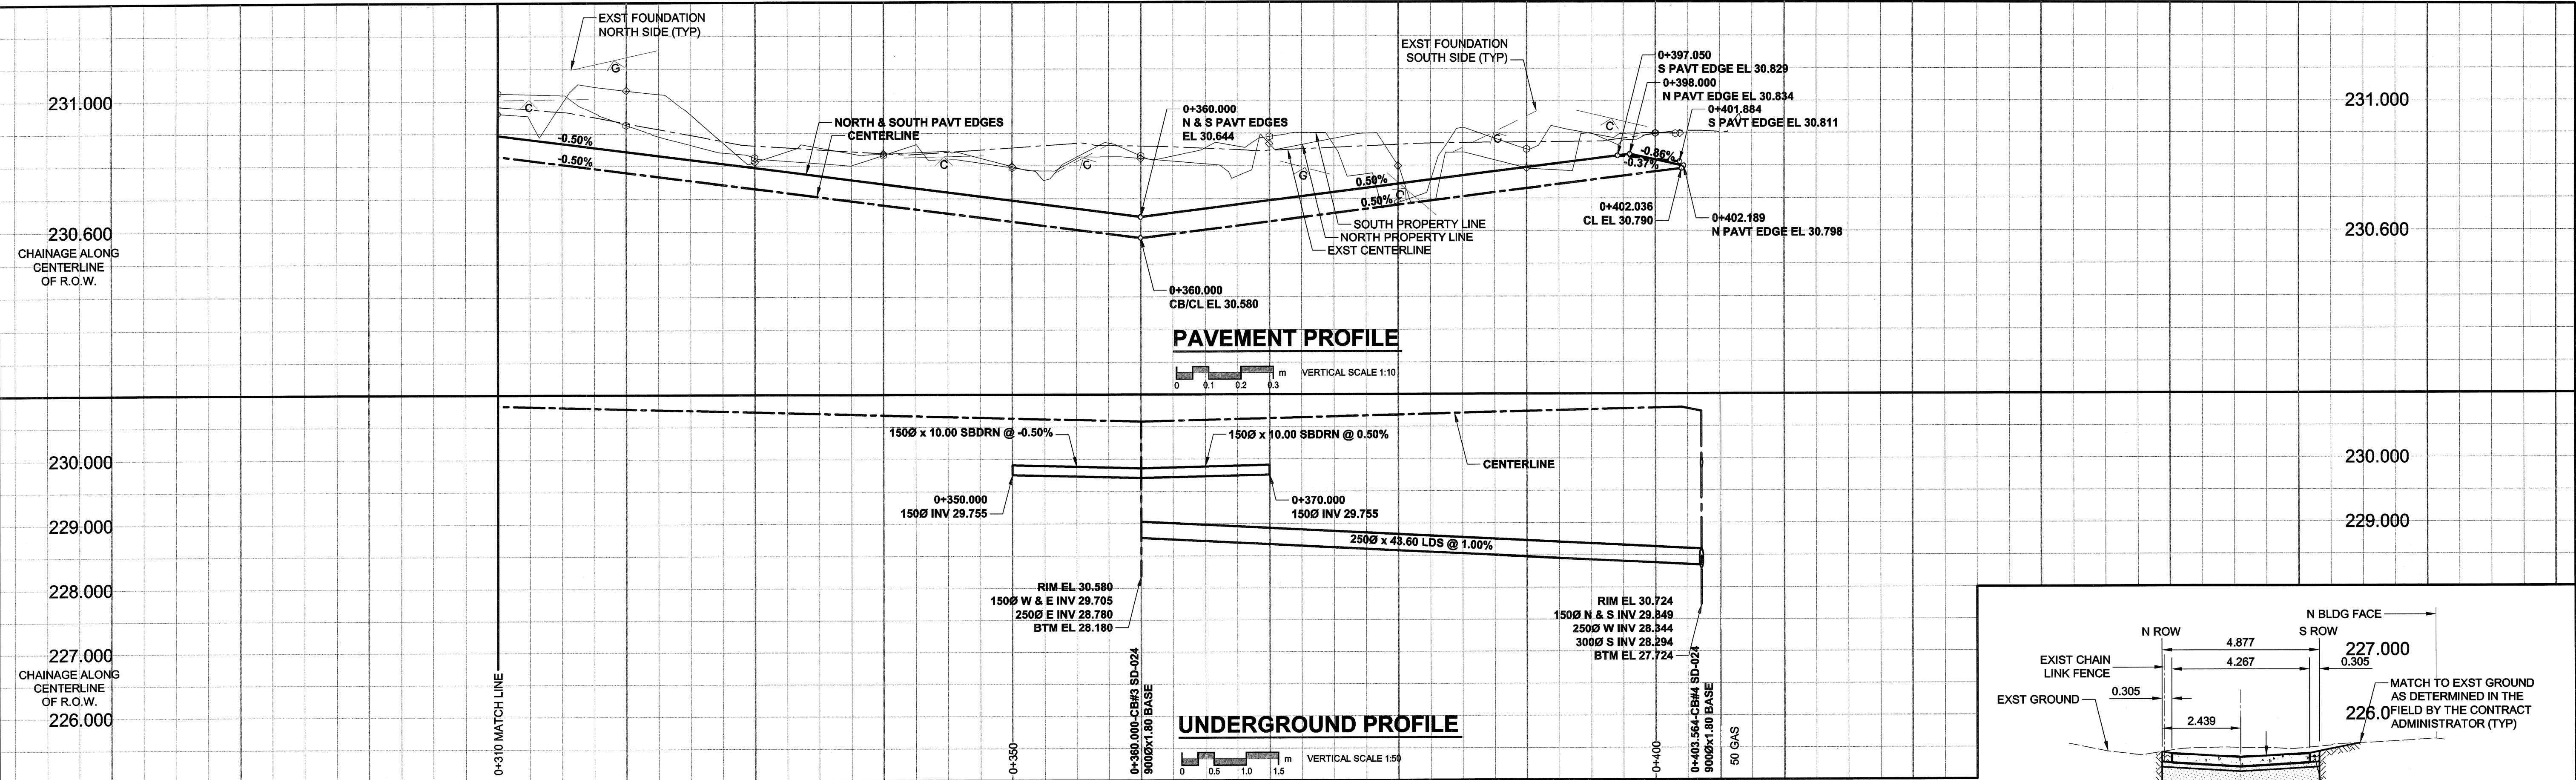 EXST FOUNDATION
NORTH SIDE (TYP)
G
C
231.000
-0.50%
-0.50%
NORTH & SOUTH PAVT EDGES
CENTERLINE
C
C
0+360.000
N & S PAVT EDGES
EL 30.644
EXST FOUNDATION
SOUTH SIDE (TYP)
0+397.050
S PAVT EDGE EL 30.829
0+398.000
N PAVT EDGE EL 30.834
0+401.884
S PAVT EDGE EL 30.811
231.000
C
C
G
C
-0.86%
-0.37%
0.50%
0.50%
SOUTH PROPERTY LINE
NORTH PROPERTY LINE
EXST CENTERLINE
0+402.036
CL EL 30.790
0+402.189
N PAVT EDGE EL 30.798
230.600
230.600
CHAINAGE ALONG
CENTERLINE
OF R.O.W.
0+360.000
CB/CL EL 30.580
PAVEMENT PROFILE
m VERTICAL SCALE 1:10
0 0.1 0.2 0.3
150Ø x 10.00 SBDRN @ -0.50%
150Ø x 10.00 SBDRN @ 0.50%
CENTERLINE
230.000
230.000
0+350.000
150Ø INV 29.755
0+370.000
150Ø INV 29.755
229.000
229.000
250Ø x 43.60 LDS @ 1.00%
228.000
RIM EL 30.580
150Ø W & E INV 29.705
250Ø E INV 28.780
BTM EL 28.180
RIM EL 30.724
150Ø N & S INV 29.849
250Ø W INV 28.344
300Ø S INV 28.294
BTM EL 27.724
227.000
CHAINAGE ALONG
CENTERLINE
OF R.O.W.
226.000
0+310 MATCH LINE
0+350
0+360.000-CB#3 SD-024
900Øx1.80 BASE
UNDERGROUND PROFILE
m VERTICAL SCALE 1:50
0 0.5 1.0 1.5
0+400
0+403.564-CB#4 SD-024
900Øx1.80 BASE
50 GAS
N BLDG FACE
N ROW
S ROW
4.877
227.000
EXIST CHAIN
LINK FENCE
4.267
0.305
EXST GROUND
0.305
MATCH TO EXST GROUND
AS DETERMINED IN THE
FIELD BY THE CONTRACT
ADMINISTRATOR (TYP)
226.0
2.439